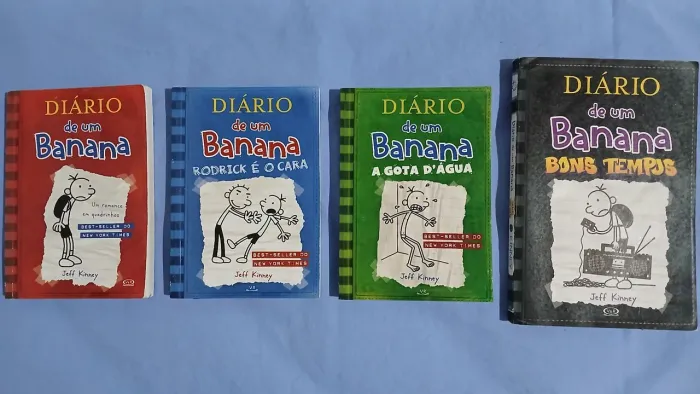 DIÁRIO
de um
Banana
Um romance
em quadrinhos
BEST-SELLER DO
NEW YORK TIMES
Jeff Kinney
DIÁRIO
de um
Banana
RODRICK É O CARA
BEST-SELLER DO
NEW YORK TIMES
Jeff Kinney
DIÁRIO
de um
Banana
A GOTA D'ÁGUA
BEST-SELLER DO
NEW YORK TIMES
Jeff Kinney
DIÁRIO
de um
Banana
BONS TEMPOS
Jeff Kinney